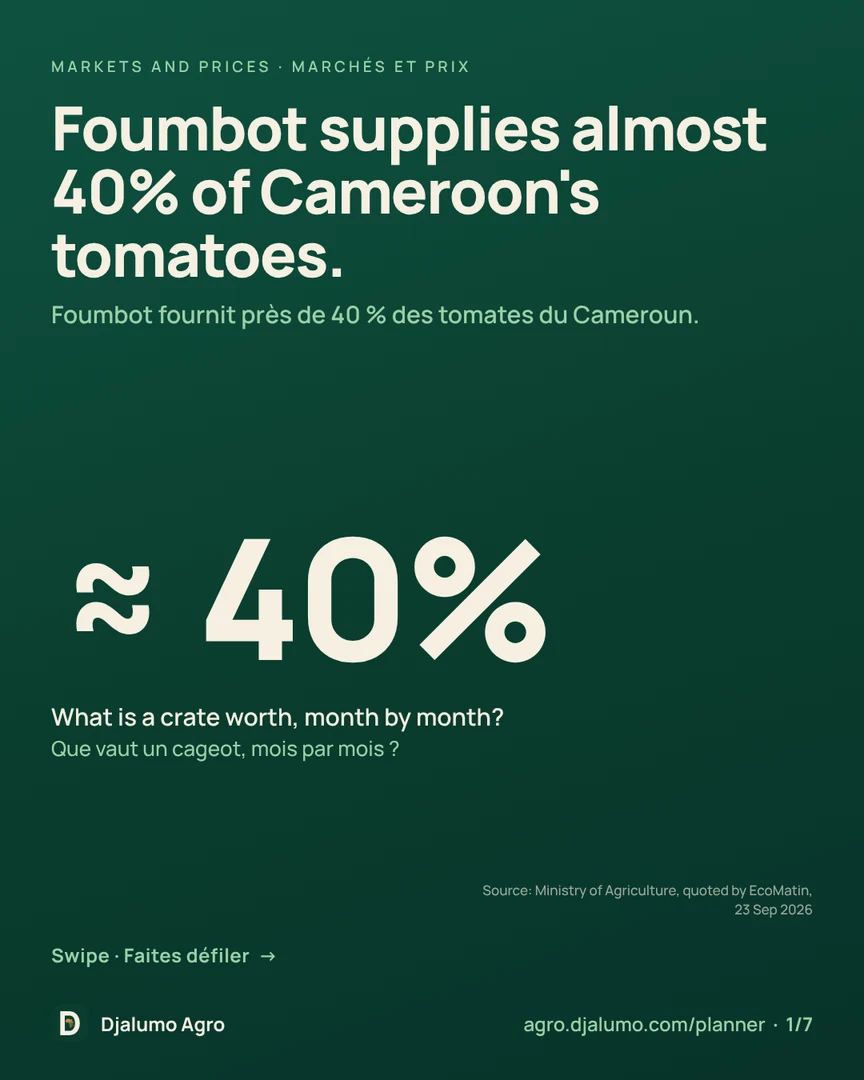 MARKETS AND PRICES · MARCHÉS ET PRIX
Foumbot supplies almost
40% of Cameroon's
tomatoes.
Foumbot fournit près de 40 % des tomates du Cameroun.
≈ 40%
What is a crate worth, month by month?
Que vaut un cageot, mois par mois ?
Source: Ministry of Agriculture, quoted by EcoMatin,
23 Sep 2026
Swipe · Faites défiler →
D Djalumo Agro
agro.djalumo.com/planner · 1/7